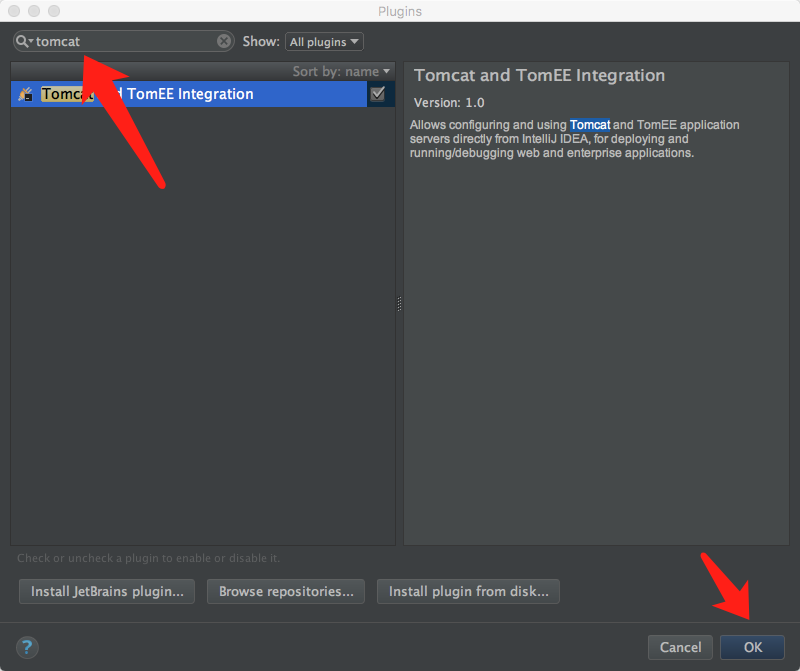 Plugins
tomcat
Show: All plugins
Sort by: name
Tomcat and TomEE Integration
Tomcat and TomEE Integration
Version: 1.0
Allows configuring and using Tomcat and TomEE application
servers directly from IntelliJ IDEA, for deploying and
running/debugging web and enterprise applications.
Check or uncheck a plugin to enable or disable it.
Install JetBrains plugin... Browse repositories... Install plugin from disk...
? Cancel OK